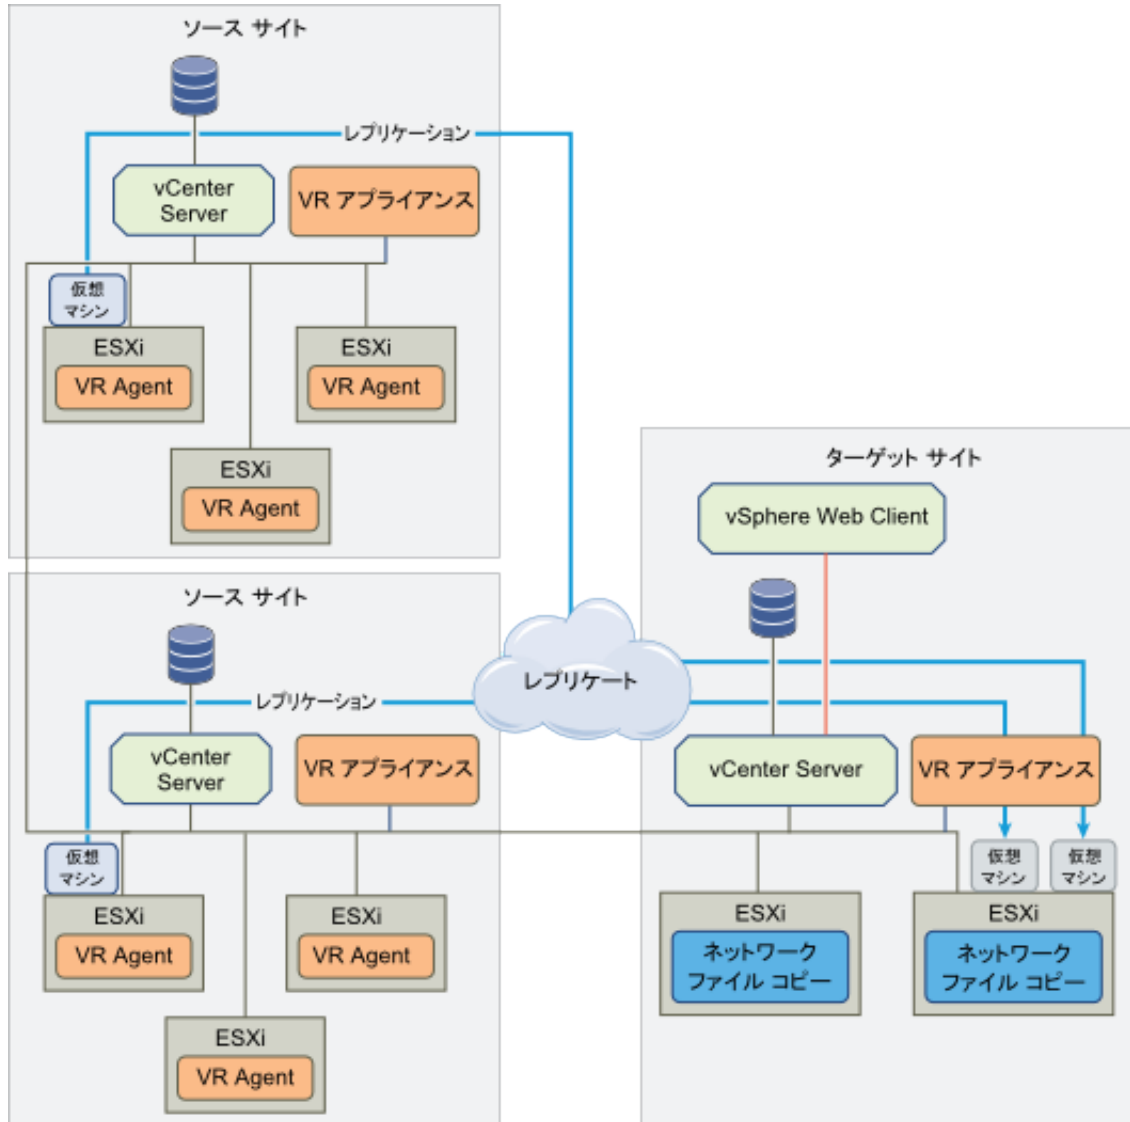 ソース サイト
レプリケーション
vCenter
Server
VR アプライアンス
仮想
マシン
ESXi
VR Agent
ESXi
VR Agent
ESXi
VR Agent
ソース サイト
レプリケーション
vCenter
Server
VR アプライアンス
仮想
マシン
ESXi
VR Agent
ESXi
VR Agent
ESXi
VR Agent
レプリケート
ターゲット サイト
vSphere Web Client
vCenter Server
VR アプライアンス
仮想
マシン
仮想
マシン
ESXi
ネットワーク
ファイル コピー
ESXi
ネットワーク
ファイル コピー